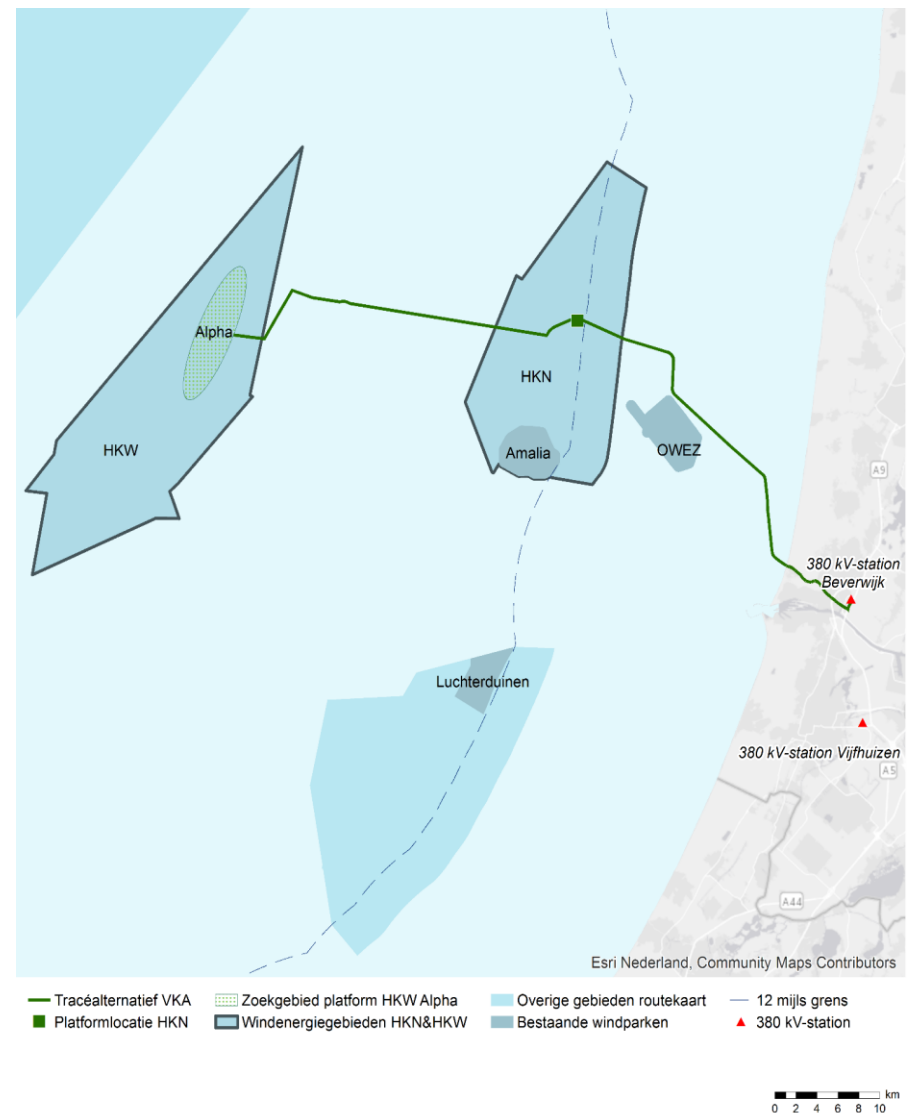 Alpha
HKN
HKW
Amalia
OWEZ
A9
380 kV-station
Beverwijk
Luchterduinen
380 kV-station Vijfhuizen
A5
A44
Esri Nederland, Community Maps Contributors
Tracéalternatief VKA
Zoekgebied platform HKW Alpha
Overige gebieden routekaart
12 mijls grens
Platformlocatie HKN
Windenergiegebieden HKN&HKW
Bestaande windparken
380 kV-station
km
0 2 4 6 8 10